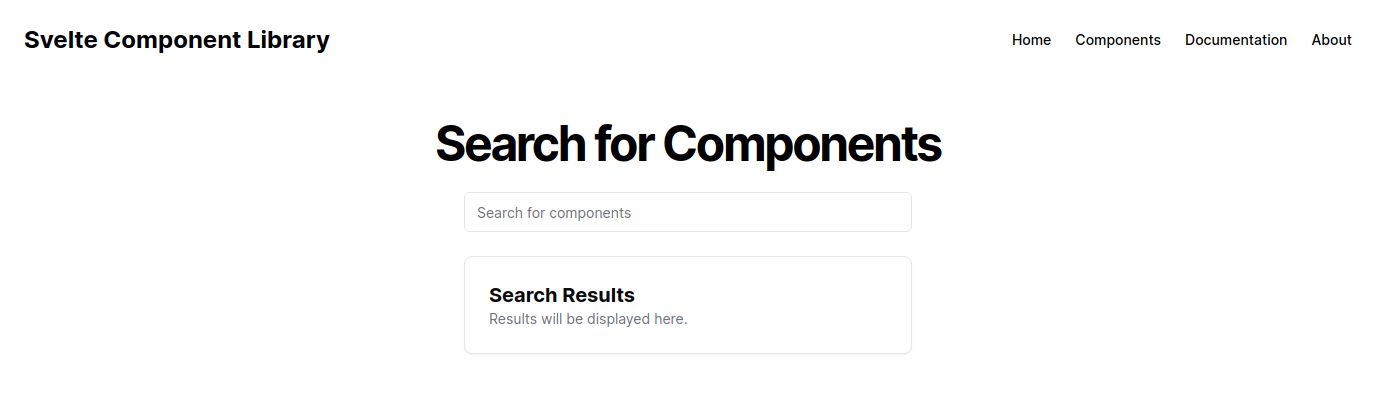 Svelte Component Library
Home Components Documentation About
Search for Components
Search for components
Search Results
Results will be displayed here.